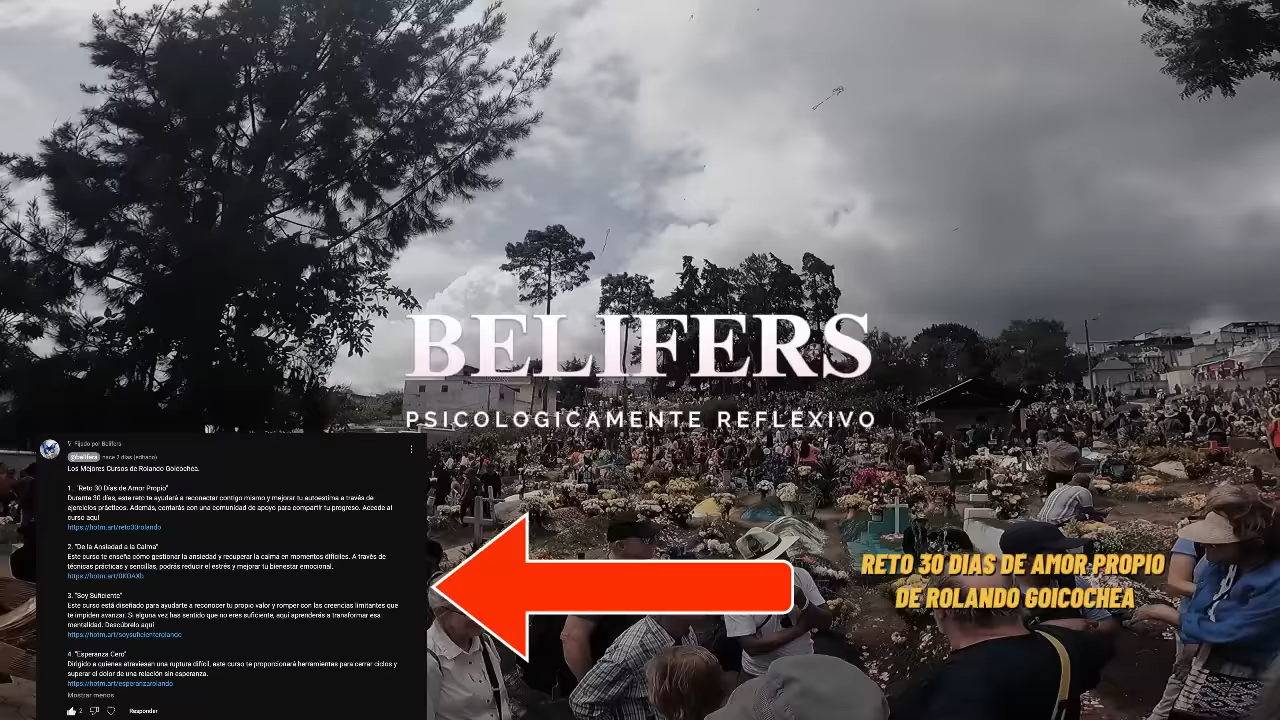 BELIFERS
PSICOLOGICAMENTE REFLEXIVO
Fijado por Belifers
@belifers hace 2 días (editado)
Los Mejores Cursos de Rolando Goicochea.
1. "Reto 30 Días de Amor Propio"
Durante 30 días, este reto te ayudará a reconectar contigo mismo y mejorar tu autoestima a través de
ejercicios prácticos. Además, contarás con una comunidad de apoyo para compartir tu progreso. Accede al
curso aquí
https://hotm.art/reto30rolando
2. "De la Ansiedad a la Calma"
Este curso te enseña cómo gestionar la ansiedad y recuperar la calma en momentos difíciles. A través de
técnicas prácticas y sencillas, podrás reducir el estrés y mejorar tu bienestar emocional.
https://hotm.art/0K0AXb
3. "Soy Suficiente"
Este curso está diseñado para ayudarte a reconocer tu propio valor y romper con las creencias limitantes que
te impiden avanzar. Si alguna vez has sentido que no eres suficiente, aquí aprenderás a transformar esa
mentalidad. Descúbrelo aquí
https://hotm.art/soysuficienterolando
4. "Esperanza Cero"
Dirigido a quienes atraviesan una ruptura difícil, este curso te proporcionará herramientas para cerrar ciclos y
superar el dolor de una relación sin esperanza.
https://hotm.art/esperanzarolando
Mostrar menos
2 Responder
RETO 30 DIAS DE AMOR PROPIO
DE ROLANDO GOICOCHEA